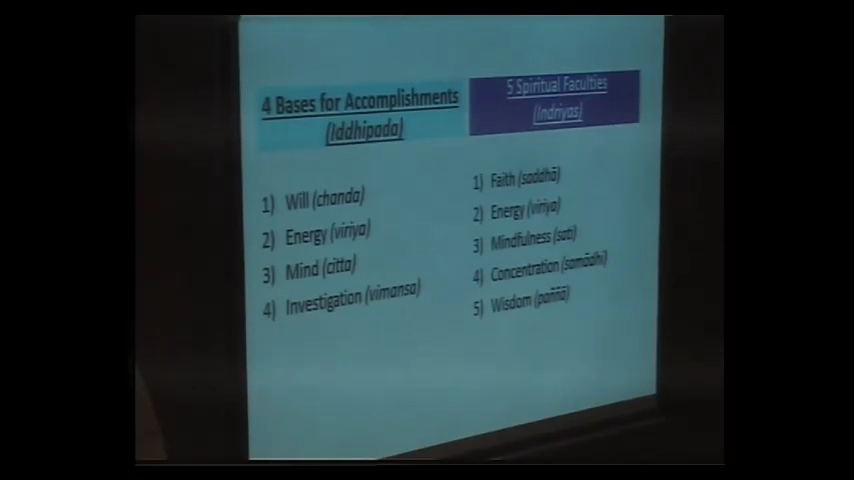 4 Bases for Accomplishments
(Iddhipada)
1) Will (chanda)
2) Energy (viriya)
3) Mind (citta)
4) Investigation (vimansa)
5 Spiritual Faculties
(Indriyas)
1) Faith (saddhā)
2) Energy (viriya)
3) Mindfulness (sati)
4) Concentration (samādhi)
5) Wisdom (paññā)